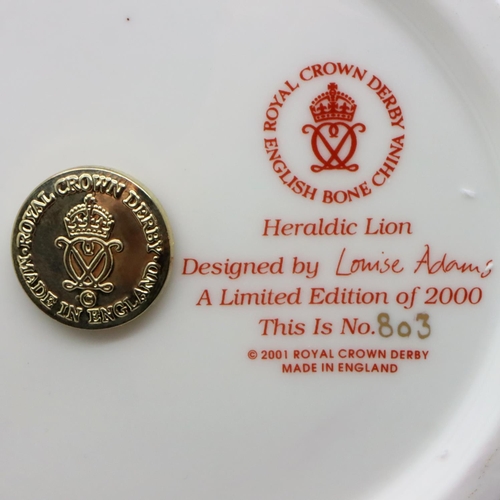 ·ROYAL CROWN DERBY·
MADE IN ENGLAND
ROYAL CROWN DERBY
ENGLISH BONE CHINA
Heraldic Lion
Designed by Louise Adams
A Limited Edition of 2000
This Is No. 803
© 2001 ROYAL CROWN DERBY
MADE IN ENGLAND